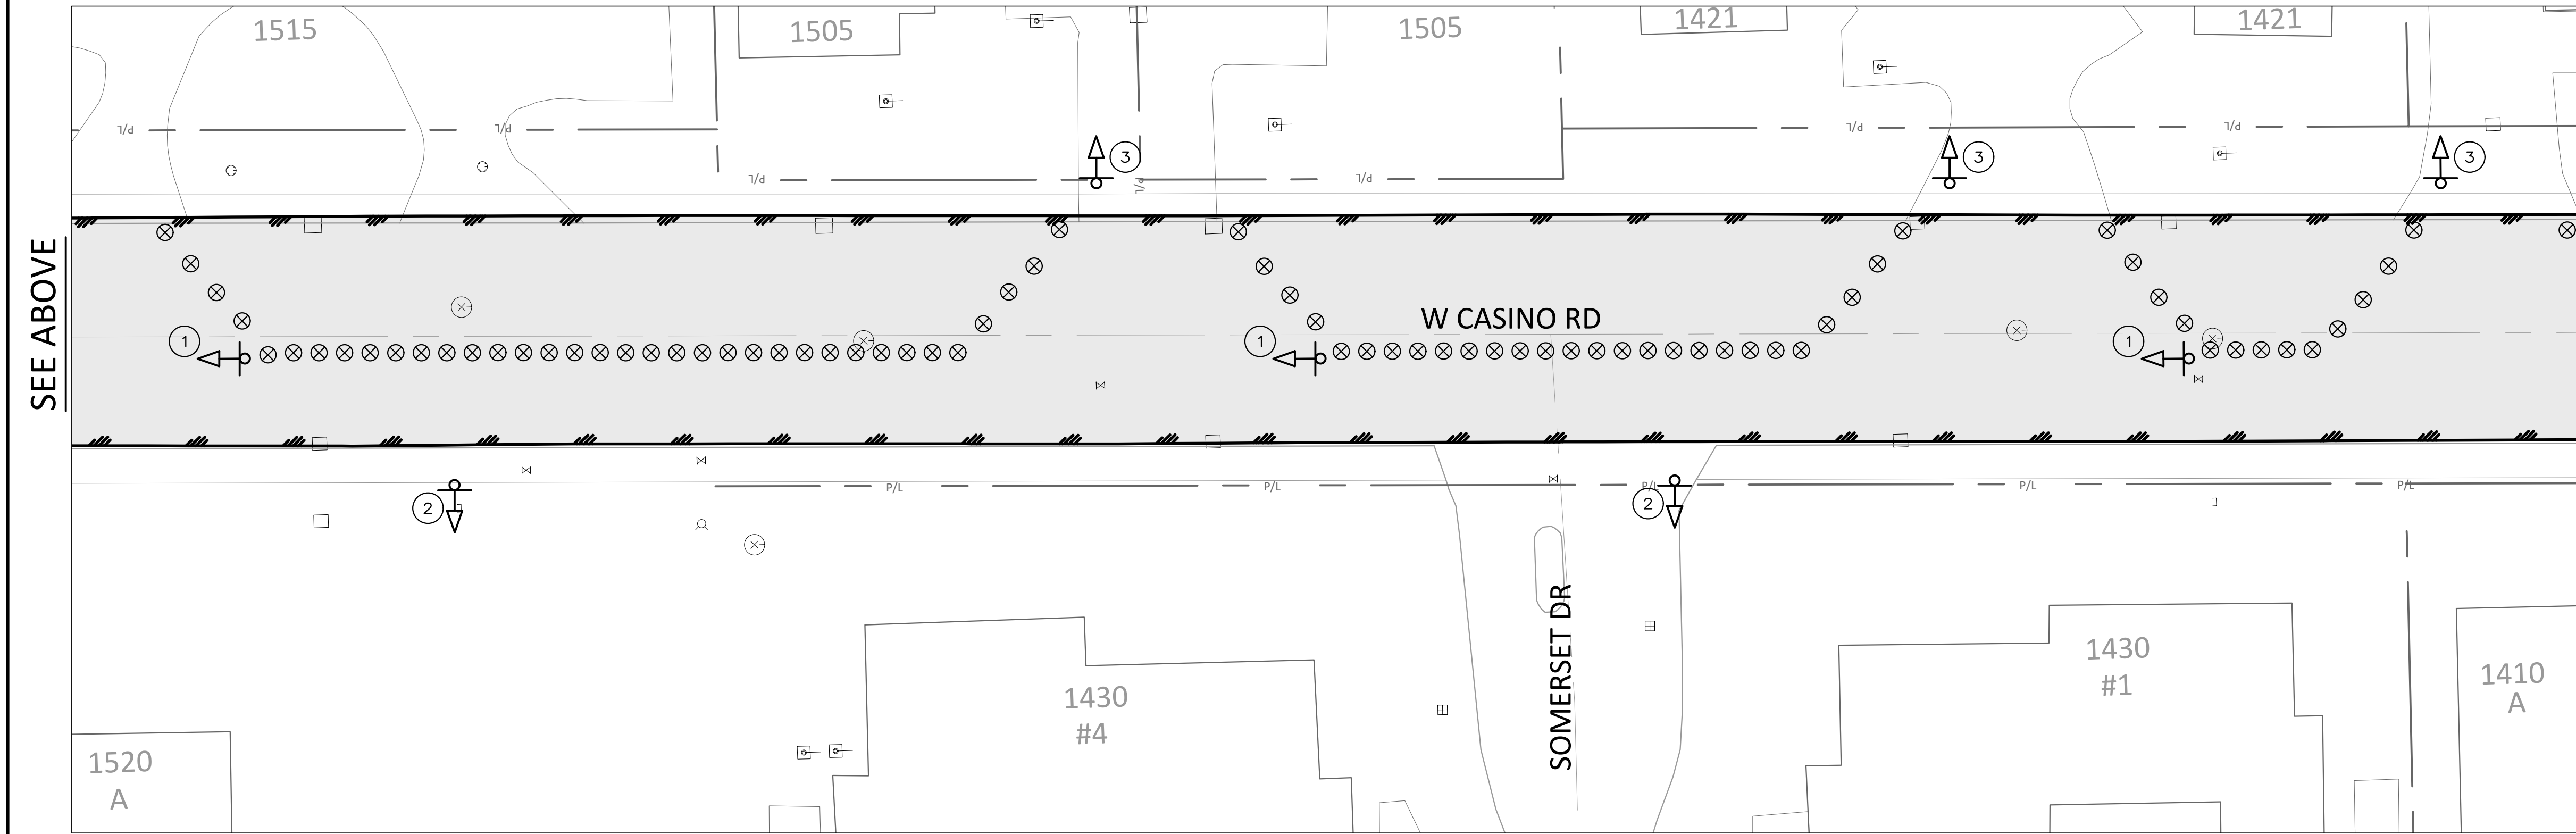 1515
1505
1505
1421
1421
P/L
P/L
P/L
P/L
P/L
P/L
P/L
3
3
3
SEE ABOVE
1
1
1
W CASINO RD
P/L
P/L
P/L
P/L
P/L
2
2
SOMERSET DR
1430
#4
1430
#1
1410
A
1520
A